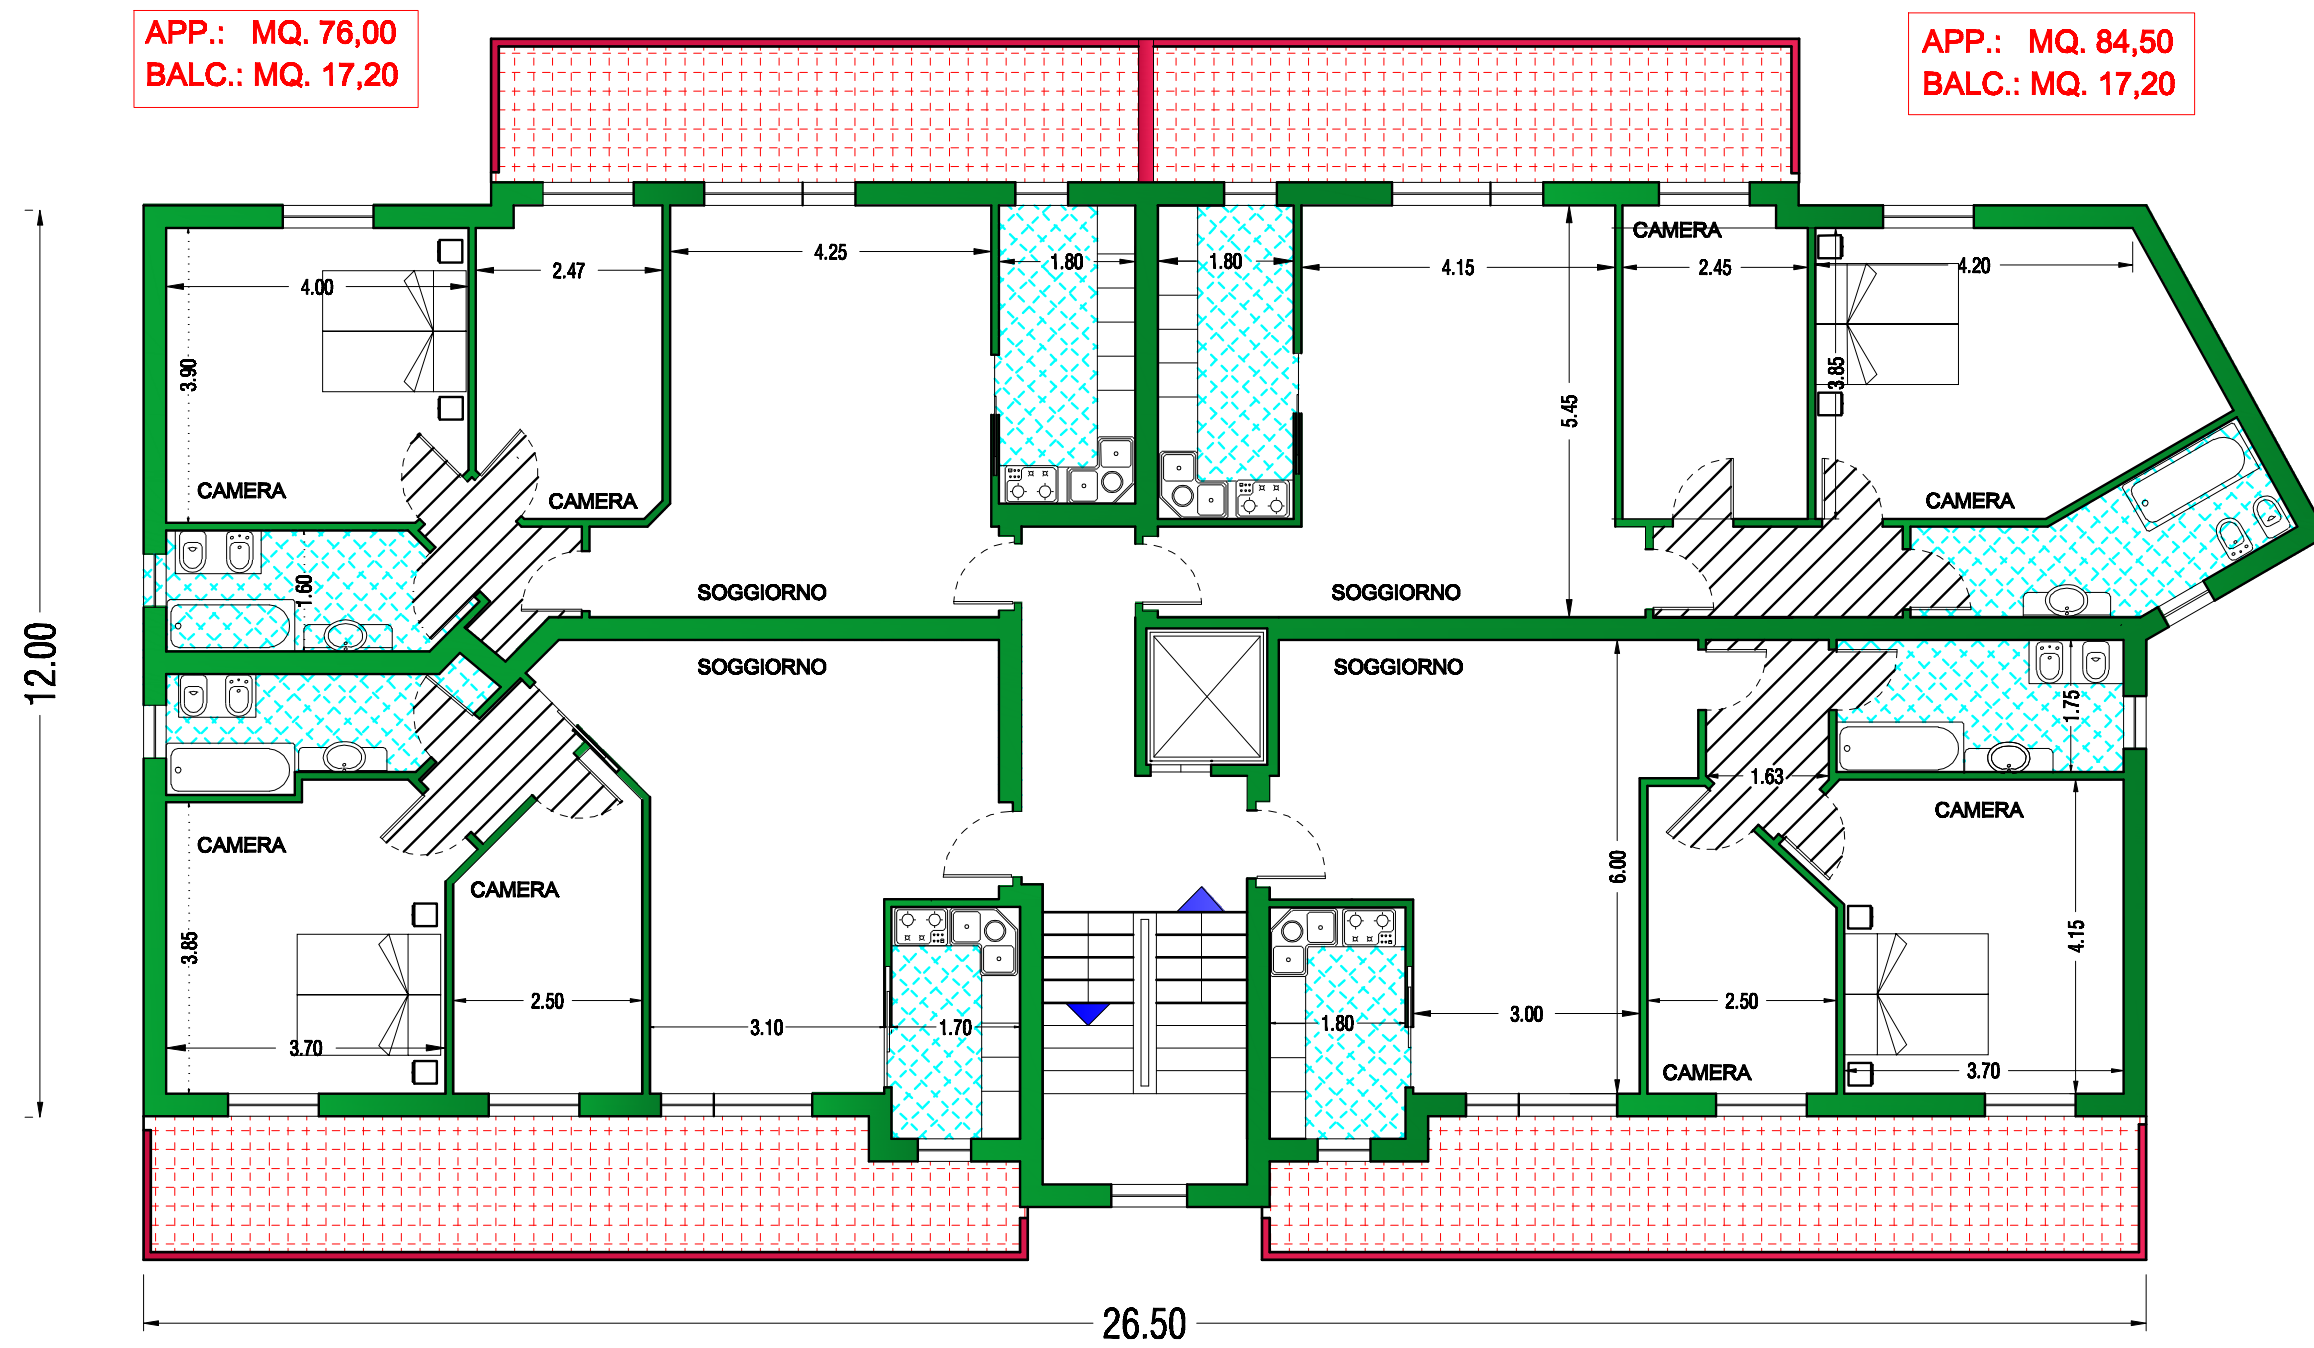 APP.: MQ. 76,00
BALC.: MQ. 17,20
APP.: MQ. 84,50
BALC.: MQ. 17,20
CAMERA
4.25
1.80
1.80
4.15
2.47
2.45
4.20
4.00
3.90
3.85
5.45
CAMERA
CAMERA
CAMERA
1.60
SOGGIORNO
SOGGIORNO
12.00
SOGGIORNO
SOGGIORNO
1.75
1.63
CAMERA
CAMERA
6.00
CAMERA
3.85
4.15
2.50
2.50
3.10
1.70
1.80
3.00
3.70
3.70
CAMERA
26.50